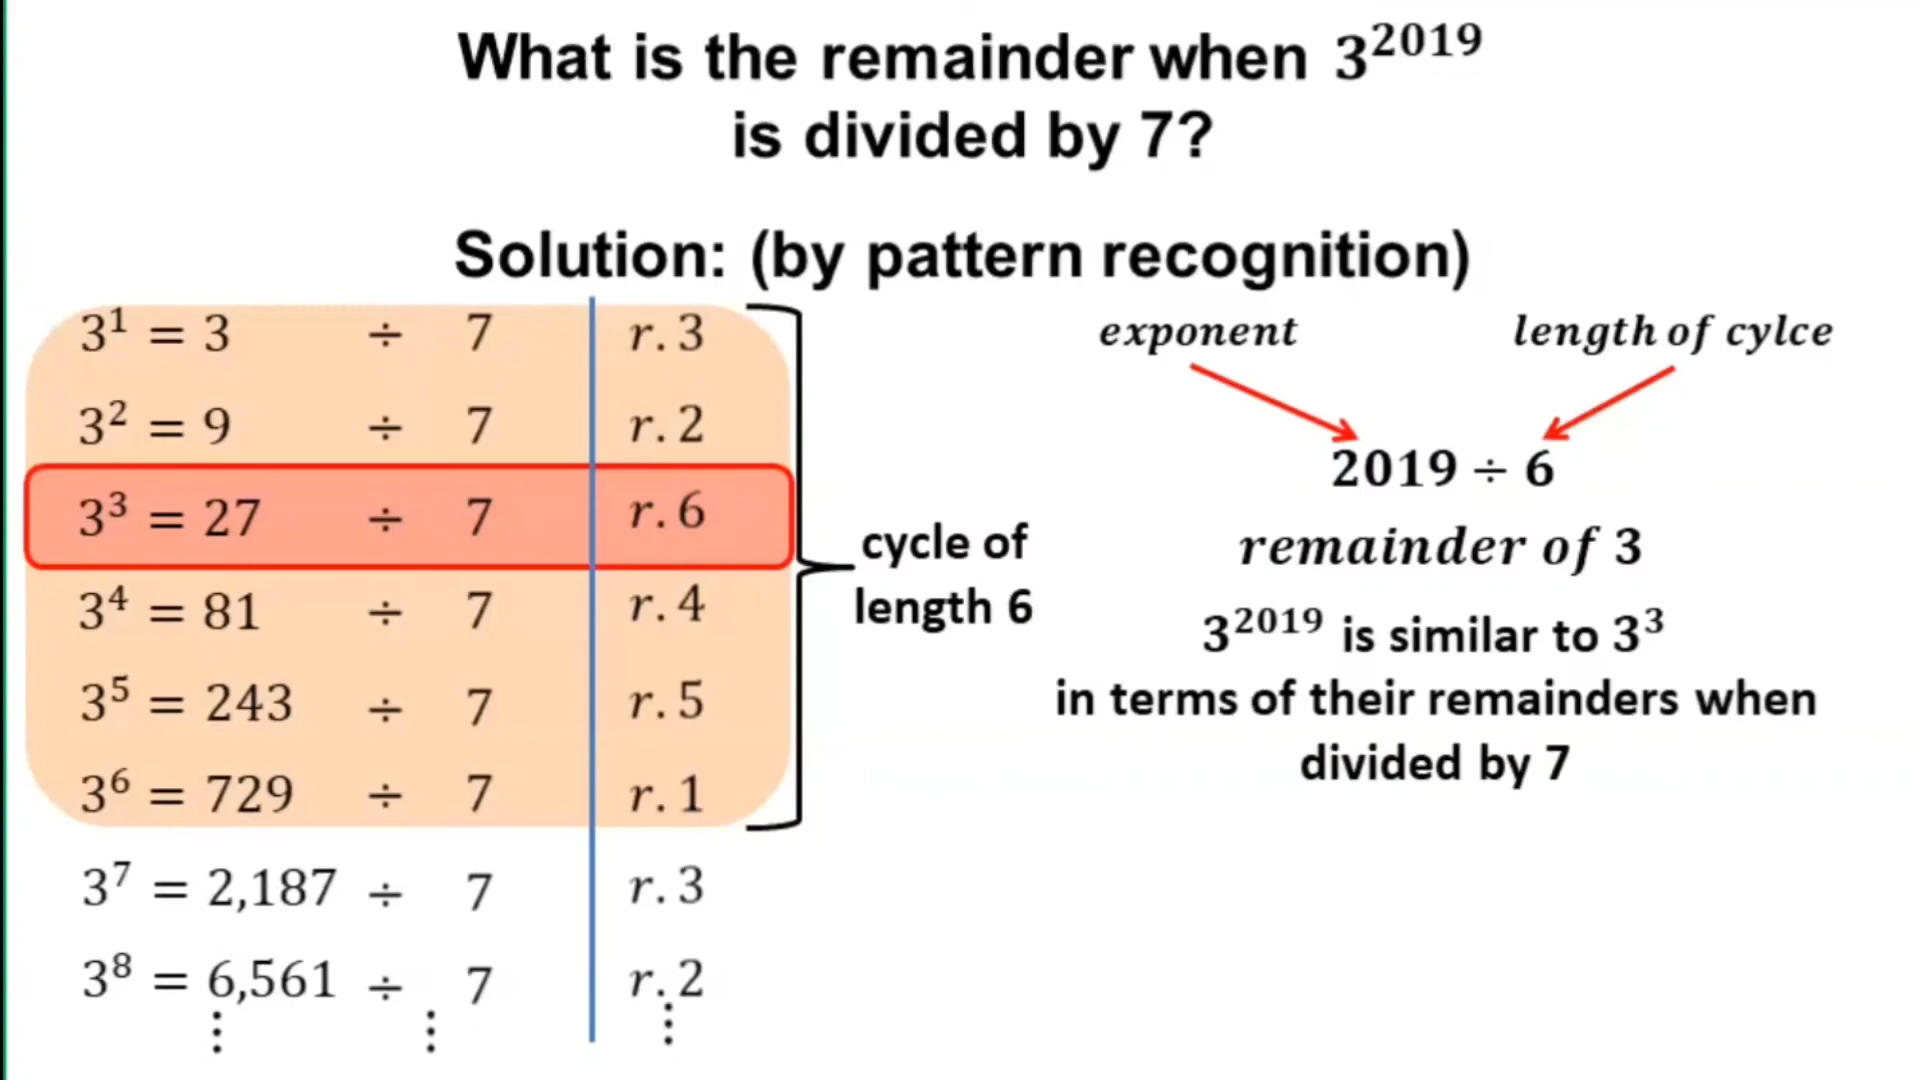 What is the remainder when 3^2019
is divided by 7?
Solution: (by pattern recognition)
3^1 = 3 ÷ 7 r. 3
3^2 = 9 ÷ 7 r. 2
3^3 = 27 ÷ 7 r. 6
3^4 = 81 ÷ 7 r. 4
3^5 = 243 ÷ 7 r. 5
3^6 = 729 ÷ 7 r. 1
3^7 = 2,187 ÷ 7 r. 3
3^8 = 6,561 ÷ 7 r. 2
⋮ ⋮ ⋮
cycle of
length 6
exponent length of cylce
2019 ÷ 6
remainder of 3
3^2019 is similar to 3^3
in terms of their remainders when
divided by 7